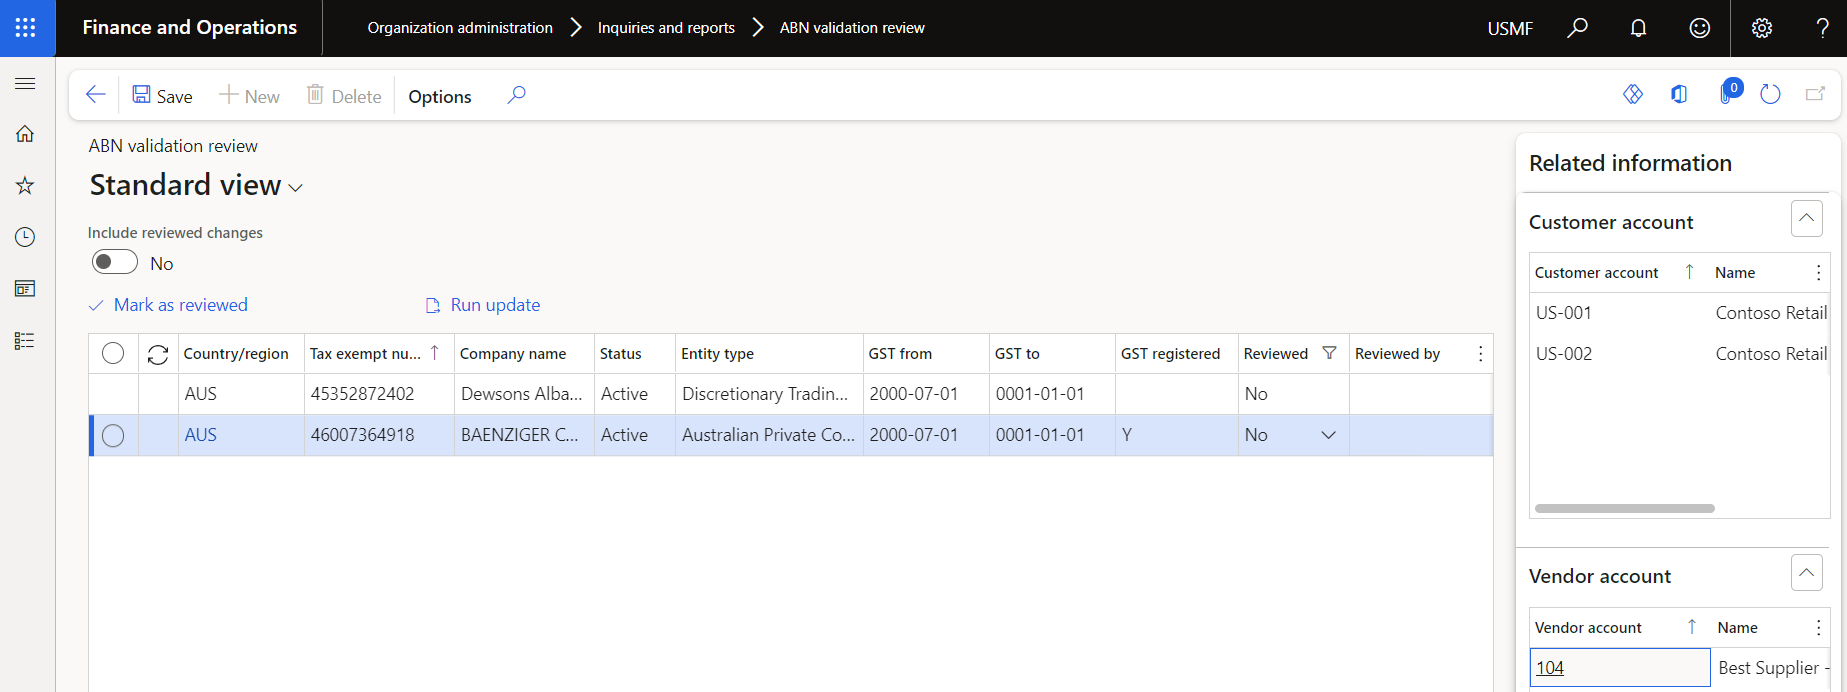 Finance and Operations
Organization administration
Inquiries and reports
ABN validation review
USMF
?
Save
New
Delete
Options
0
ABN validation review
Standard view
Include reviewed changes
No
Mark as reviewed
Run update
Country/region Tax exempt nu... Company name Status Entity type GST from GST to GST registered Reviewed Reviewed by
AUS 45352872402 Dewsons Alba... Active Discretionary Tradin... 2000-07-01 0001-01-01 No
AUS 46007364918 BAENZIGER C... Active Australian Private Co... 2000-07-01 0001-01-01 Y No
Related information
Customer account
Customer account Name
US-001 Contoso Retail
US-002 Contoso Retail
Vendor account
Vendor account Name
104 Best Supplier -